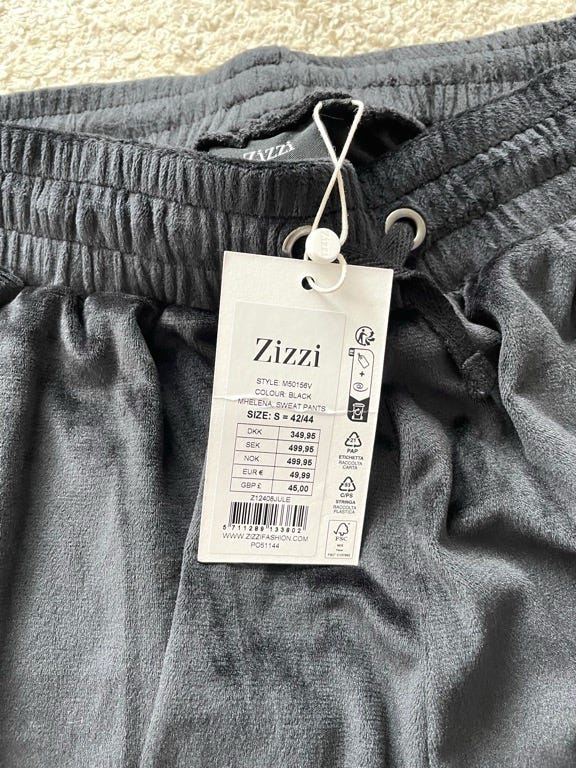 Zizzi
ZIZZI
Zizzi
STYLE: M50156V
COLOUR: BLACK
MHELENA, SWEAT PANTS
SIZE: S = 42/44
DKK 349,95
SEK 499,95
NOK 499,95
EUR € 49,99
GBP £ 45,00
Z12408JULE
5 711289 133802
WWW.ZIZZIFASHION.COM
PO51144
+
21
PAP
ETICHETTA
RACCOLTA
CARTA
C/PS
STRINGA
RACCOLTA
PLASTICA
FSC